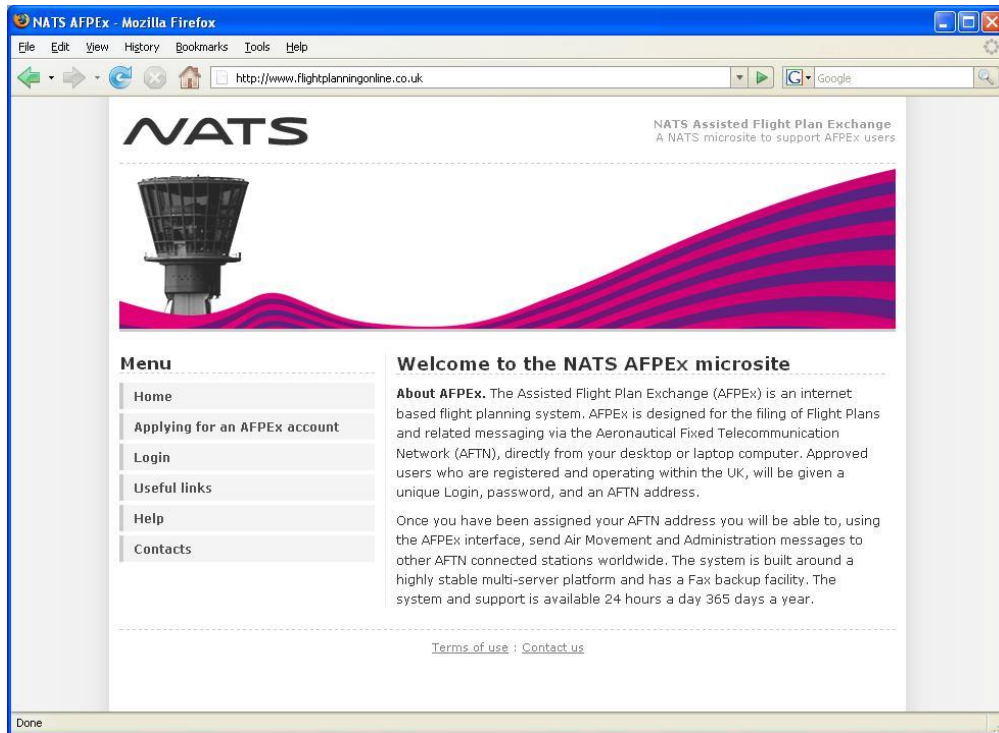 NATS AFPEx - Mozilla Firefox
File Edit View History Bookmarks Tools Help
http://www.flightplanningonline.co.uk
G
Google
NATS
NATS Assisted Flight Plan Exchange
A NATS microsite to support AFPEx users
Menu
Home
Applying for an AFPEx account
Login
Useful links
Help
Contacts
Welcome to the NATS AFPEx microsite
About AFPEx. The Assisted Flight Plan Exchange (AFPEx) is an internet
based flight planning system. AFPEx is designed for the filing of Flight Plans
and related messaging via the Aeronautical Fixed Telecommunication
Network (AFTN), directly from your desktop or laptop computer. Approved
users who are registered and operating within the UK, will be given a
unique Login, password, and an AFTN address.
Once you have been assigned your AFTN address you will be able to, using
the AFPEx interface, send Air Movement and Administration messages to
other AFTN connected stations worldwide. The system is built around a
highly stable multi-server platform and has a Fax backup facility. The
system and support is available 24 hours a day 365 days a year.
Terms of use : Contact us
Done